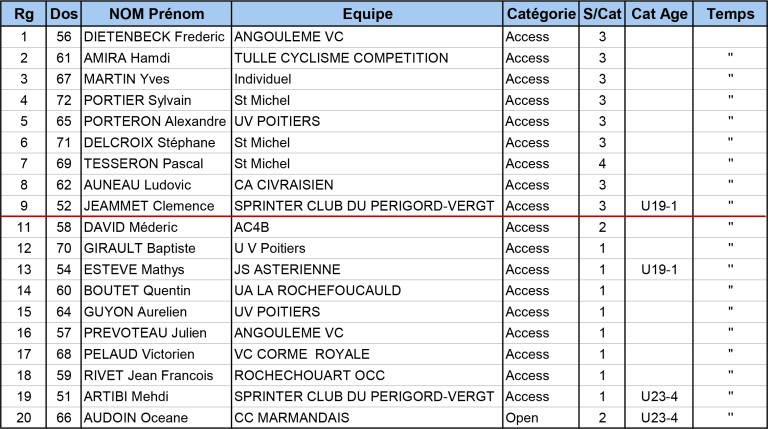 Rg Dos NOM Prénom Equipe Catégorie S/Cat Cat Age Temps
1 56 DIETENBECK Frederic ANGOULEME VC Access 3
2 61 AMIRA Hamdi TULLE CYCLISME COMPETITION Access 3 "
3 67 MARTIN Yves Individuel Access 3 "
4 72 PORTIER Sylvain St Michel Access 3 "
5 65 PORTERON Alexandre UV POITIERS Access 3 "
6 71 DELCROIX Stéphane St Michel Access 3 "
7 69 TESSERON Pascal St Michel Access 4 "
8 62 AUNEAU Ludovic CA CIVRAISIEN Access 3 "
9 52 JEAMMET Clemence SPRINTER CLUB DU PERIGORD-VERGT Access 3 U19-1 "
11 58 DAVID Méderic AC4B Access 2 "
12 70 GIRAULT Baptiste U V Poitiers Access 1 "
13 54 ESTEVE Mathys JS ASTERIENNE Access 1 U19-1 "
14 60 BOUTET Quentin UA LA ROCHEFOUCAULD Access 1 "
15 64 GUYON Aurelien UV POITIERS Access 1 "
16 57 PREVOTEAU Julien ANGOULEME VC Access 1 "
17 68 PELAUD Victorien VC CORME ROYALE Access 1 "
18 59 RIVET Jean Francois ROCHECHOUART OCC Access 1 "
19 51 ARTIBI Mehdi SPRINTER CLUB DU PERIGORD-VERGT Access 1 U23-4 "
20 66 AUDOIN Oceane CC MARMANDAIS Open 2 U23-4 "